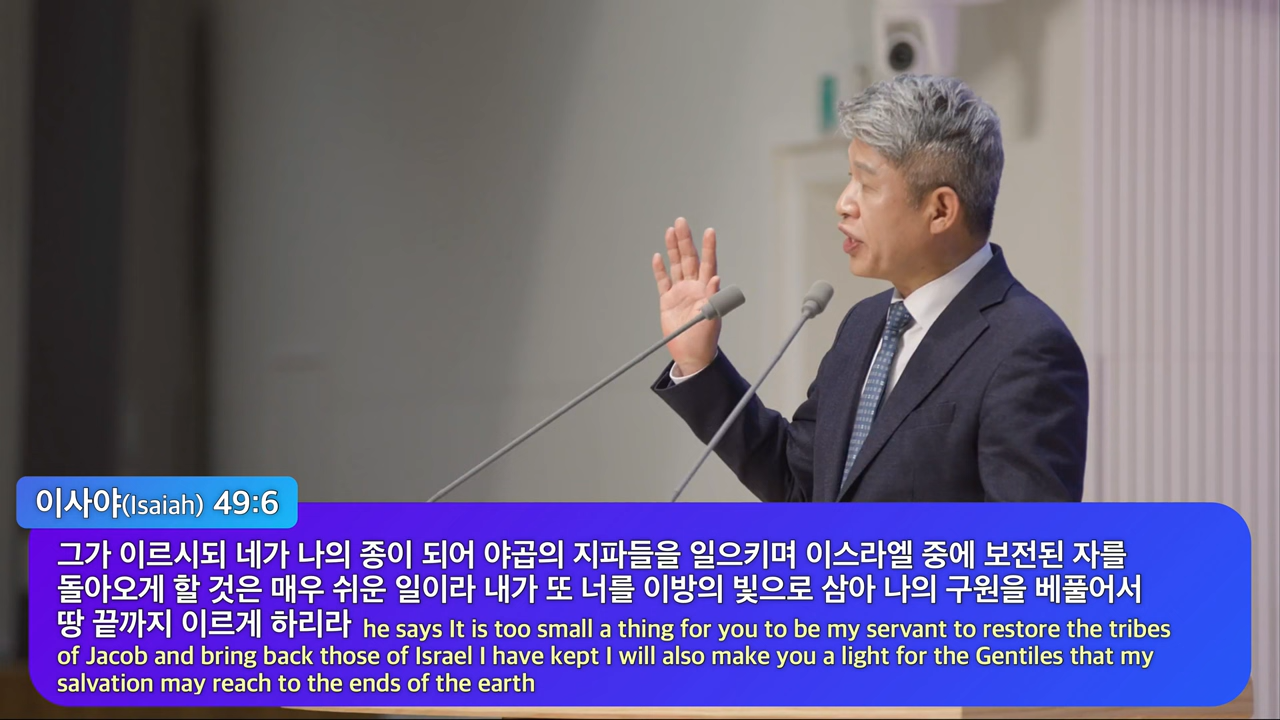 이사야(Isaiah) 49:6
그가 이르시되 네가 나의 종이 되어 야곱의 지파들을 일으키며 이스라엘 중에 보전된 자를
돌아오게 할 것은 매우 쉬운 일이라 내가 또 너를 이방의 빛으로 삼아 나의 구원을 베풀어서
땅 끝까지 이르게 하리라 he says It is too small a thing for you to be my servant to restore the tribes
of Jacob and bring back those of Israel I have kept I will also make you a light for the Gentiles that my
salvation may reach to the ends of the earth